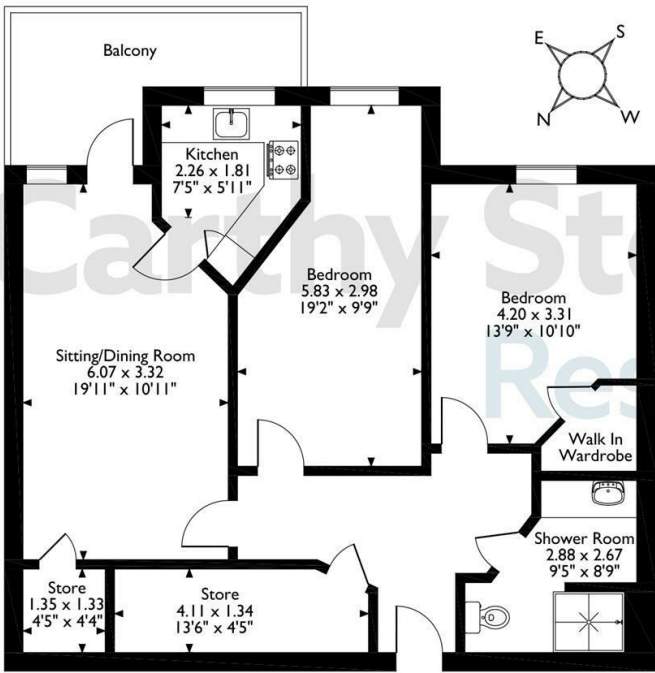 Balcony
E
S
N
W
Kitchen
2.26 x 1.81
7'5" x 5'11"
Carthy Sto
Bedroom
5.83 x 2.98
19'2" x 9'9"
Bedroom
4.20 x 3.31
13'9" x 10'10"
Res
Sitting/Dining Room
6.07 x 3.32
19'11" x 10'11"
Walk In
Wardrobe
Shower Room
2.88 x 2.67
9'5" x 8'9"
Store
1.35 x 1.33
4'5" x 4'4"
Store
4.11 x 1.34
13'6" x 4'5"